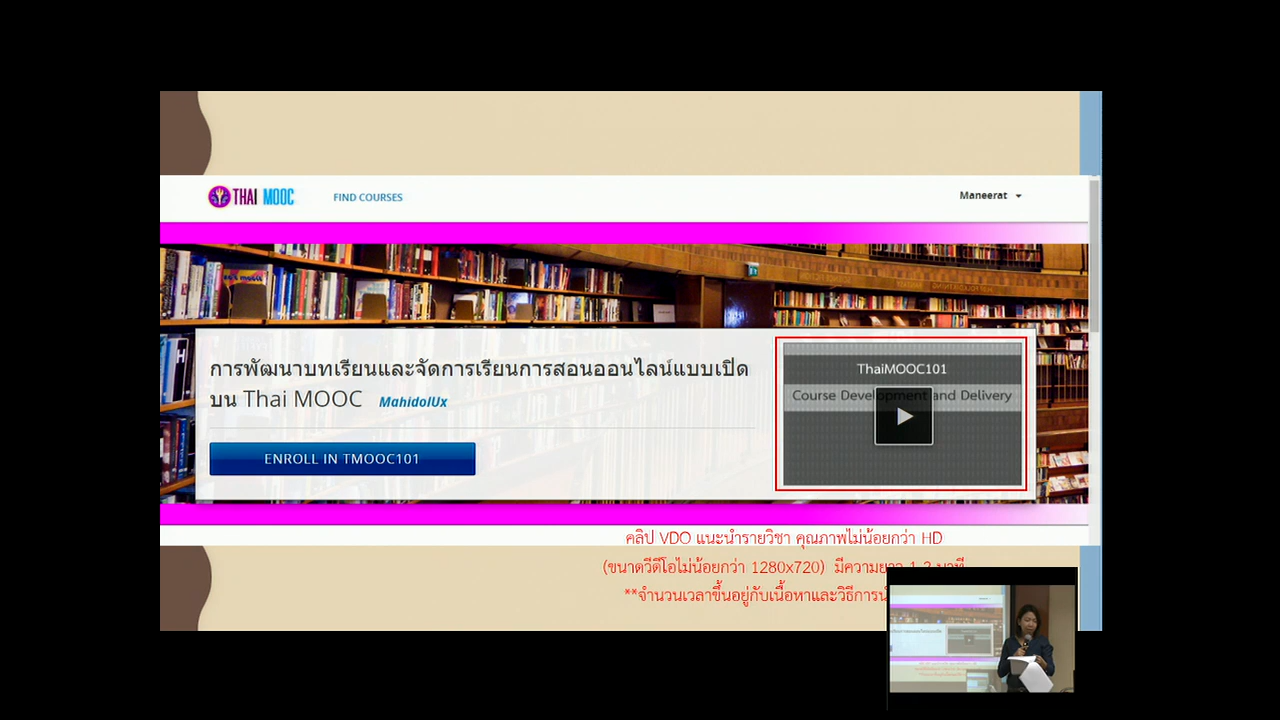 THAI MOOC
FIND COURSES
Maneerat
การพัฒนาบทเรียนและจัดการเรียนการสอนออนไลน์แบบเปิด
บน Thai MOOC MahidolUx
ENROLL IN TMOOC101
ThaiMOOC101
Course Development and Delivery
คลิป VDO แนะนำรายวิชา คุณภาพไม่น้อยกว่า HD
(ขนาดวีดีโอไม่น้อยกว่า 1280x720) มีความยาว 1-2 นาที
**จำนวนเวลาขึ้นอยู่กับเนื้อหาและวิธีการ